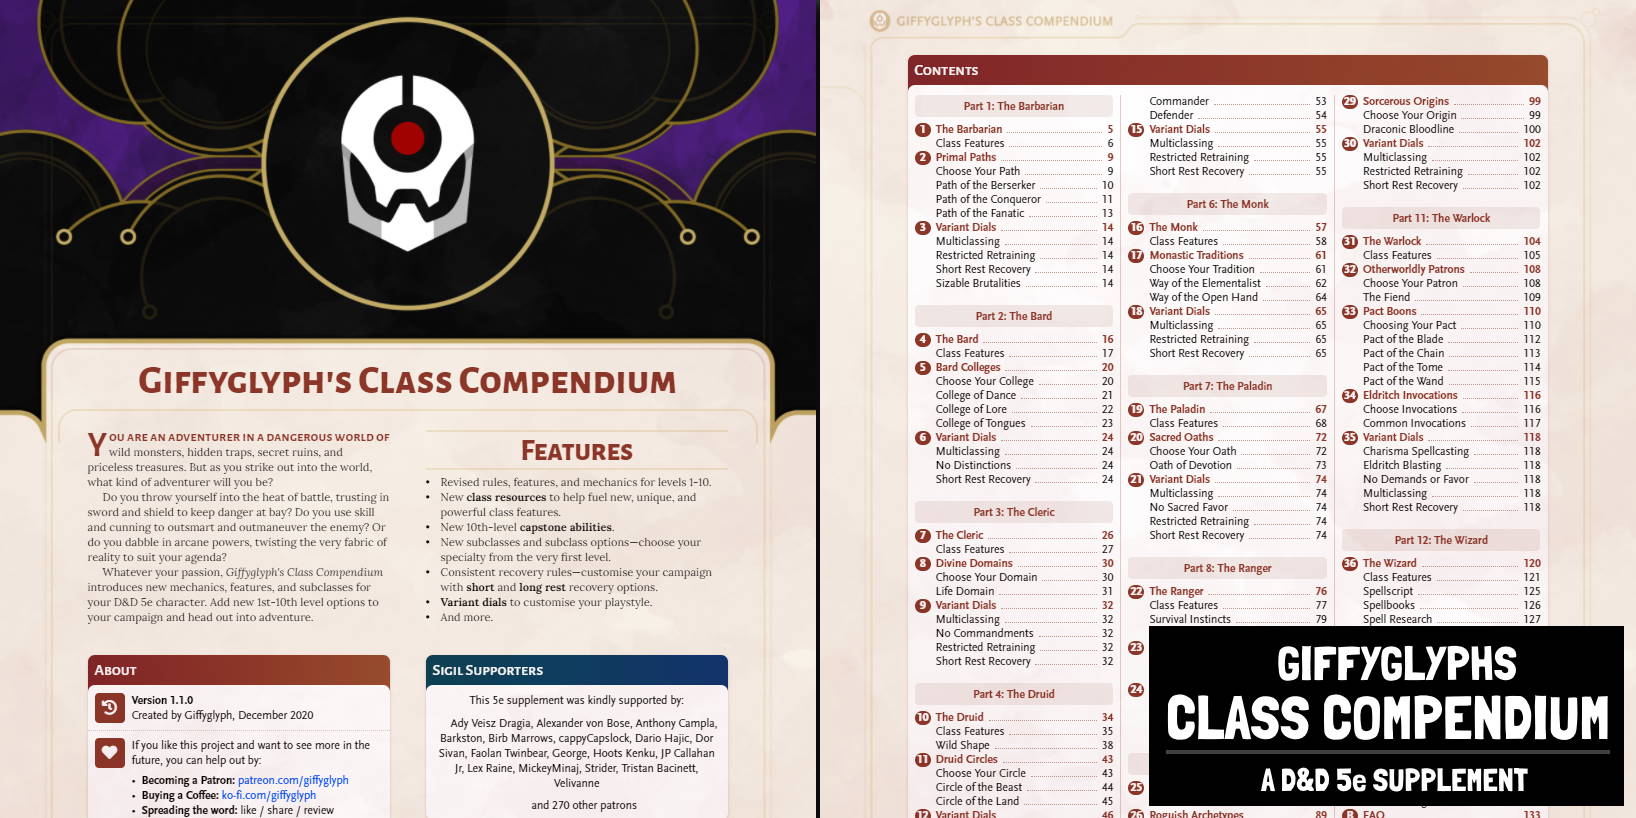 GIFFYGLYPH'S CLASS COMPENDIUM
YOU ARE AN ADVENTURER IN A DANGEROUS WORLD OF
wild monsters, hidden traps, secret ruins, and
priceless treasures. But as you strike out into the world,
what kind of adventurer will you be?
Do you throw yourself into the heat of battle, trusting in
sword and shield to keep danger at bay? Do you use skill
and cunning to outsmart and outmaneuver the enemy? Or
do you dabble in arcane powers, twisting the very fabric of
reality to suit your agenda?
Whatever your passion, Giffyglyph's Class Compendium
introduces new mechanics, features, and subclasses for
your D&D 5e character. Add new 1st-10th level options to
your campaign and head out into adventure.
FEATURES
• Revised rules, features, and mechanics for levels 1-10.
• New class resources to help fuel new, unique, and
powerful class features.
• New 10th-level capstone abilities.
• New subclasses and subclass options—choose your
specialty from the very first level.
• Consistent recovery rules—customise your campaign
with short and long rest recovery options.
• Variant dials to customise your playstyle.
• And more.
ABOUT
Version 1.1.0
Created by Giffyglyph, December 2020
If you like this project and want to see more in the
future, you can help out by:
• Becoming a Patron: patreon.com/giffyglyph
• Buying a Coffee: ko-fi.com/giffyglyph
• Spreading the word: like / share / review
SIGIL SUPPORTERS
This 5e supplement was kindly supported by:
Ady Veisz Dragia, Alexander von Bose, Anthony Campla,
Barkston, Birb Marrows, cappyCapslock, Dario Hajic, Dor
Sivan, Faolan Twinbear, George, Hoots Kenku, JP Callahan
Jr, Lex Raine, MickeyMinaj, Strider, Tristan Bacinett,
Velivanne
and 270 other patrons
GIFFYGLYPH'S CLASS COMPENDIUM
CONTENTS
Part 1: The Barbarian
1 The Barbarian 5
Class Features 6
2 Primal Paths 9
Choose Your Path 9
Path of the Berserker 10
Path of the Conqueror 11
Path of the Fanatic 13
3 Variant Dials 14
Multiclassing 14
Restricted Retraining 14
Short Rest Recovery 14
Sizable Brutalities 14
Part 2: The Bard
4 The Bard 16
Class Features 17
5 Bard Colleges 20
Choose Your College 20
College of Dance 21
College of Lore 22
College of Tongues 23
6 Variant Dials 24
Multiclassing 24
No Distinctions 24
Short Rest Recovery 24
Part 3: The Cleric
7 The Cleric 26
Class Features 27
8 Divine Domains 30
Choose Your Domain 30
Life Domain 31
9 Variant Dials 32
Multiclassing 32
No Commandments 32
Restricted Retraining 32
Short Rest Recovery 32
Part 4: The Druid
10 The Druid 34
Class Features 35
Wild Shape 38
11 Druid Circles 43
Choose Your Circle 43
Circle of the Beast 44
Circle of the Land 45
12 Variant Dials 46
Commander 53
Defender 54
15 Variant Dials 55
Multiclassing 55
Restricted Retraining 55
Short Rest Recovery 55
Part 6: The Monk
16 The Monk 57
Class Features 58
17 Monastic Traditions 61
Choose Your Tradition 61
Way of the Elementalist 62
Way of the Open Hand 64
18 Variant Dials 65
Multiclassing 65
Restricted Retraining 65
Short Rest Recovery 65
Part 7: The Paladin
19 The Paladin 67
Class Features 68
20 Sacred Oaths 72
Choose Your Oath 72
Oath of Devotion 73
21 Variant Dials 74
Multiclassing 74
No Sacred Favor 74
Restricted Retraining 74
Short Rest Recovery 74
Part 8: The Ranger
22 The Ranger 76
Class Features 77
Survival Instincts 79
23
24
25
26 Roguish Archetypes 89
29 Sorcerous Origins 99
Choose Your Origin 99
Draconic Bloodline 100
30 Variant Dials 102
Multiclassing 102
Restricted Retraining 102
Short Rest Recovery 102
Part 11: The Warlock
31 The Warlock 104
Class Features 105
32 Otherworldly Patrons 108
Choose Your Patron 108
The Fiend 109
33 Pact Boons 110
Choosing Your Pact 110
Pact of the Blade 112
Pact of the Chain 113
Pact of the Tome 114
Pact of the Wand 115
34 Eldritch Invocations 116
Choose Invocations 116
Common Invocations 117
35 Variant Dials 118
Charisma Spellcasting 118
Eldritch Blasting 118
No Demands or Favor 118
Multiclassing 118
Short Rest Recovery 118
Part 12: The Wizard
36 The Wizard 120
Class Features 121
Spellscript 125
Spellbooks 126
Spell Research 127
B FAQ 133
GIFFYGLYPHS
CLASS COMPENDIUM
A D&D 5e SUPPLEMENT